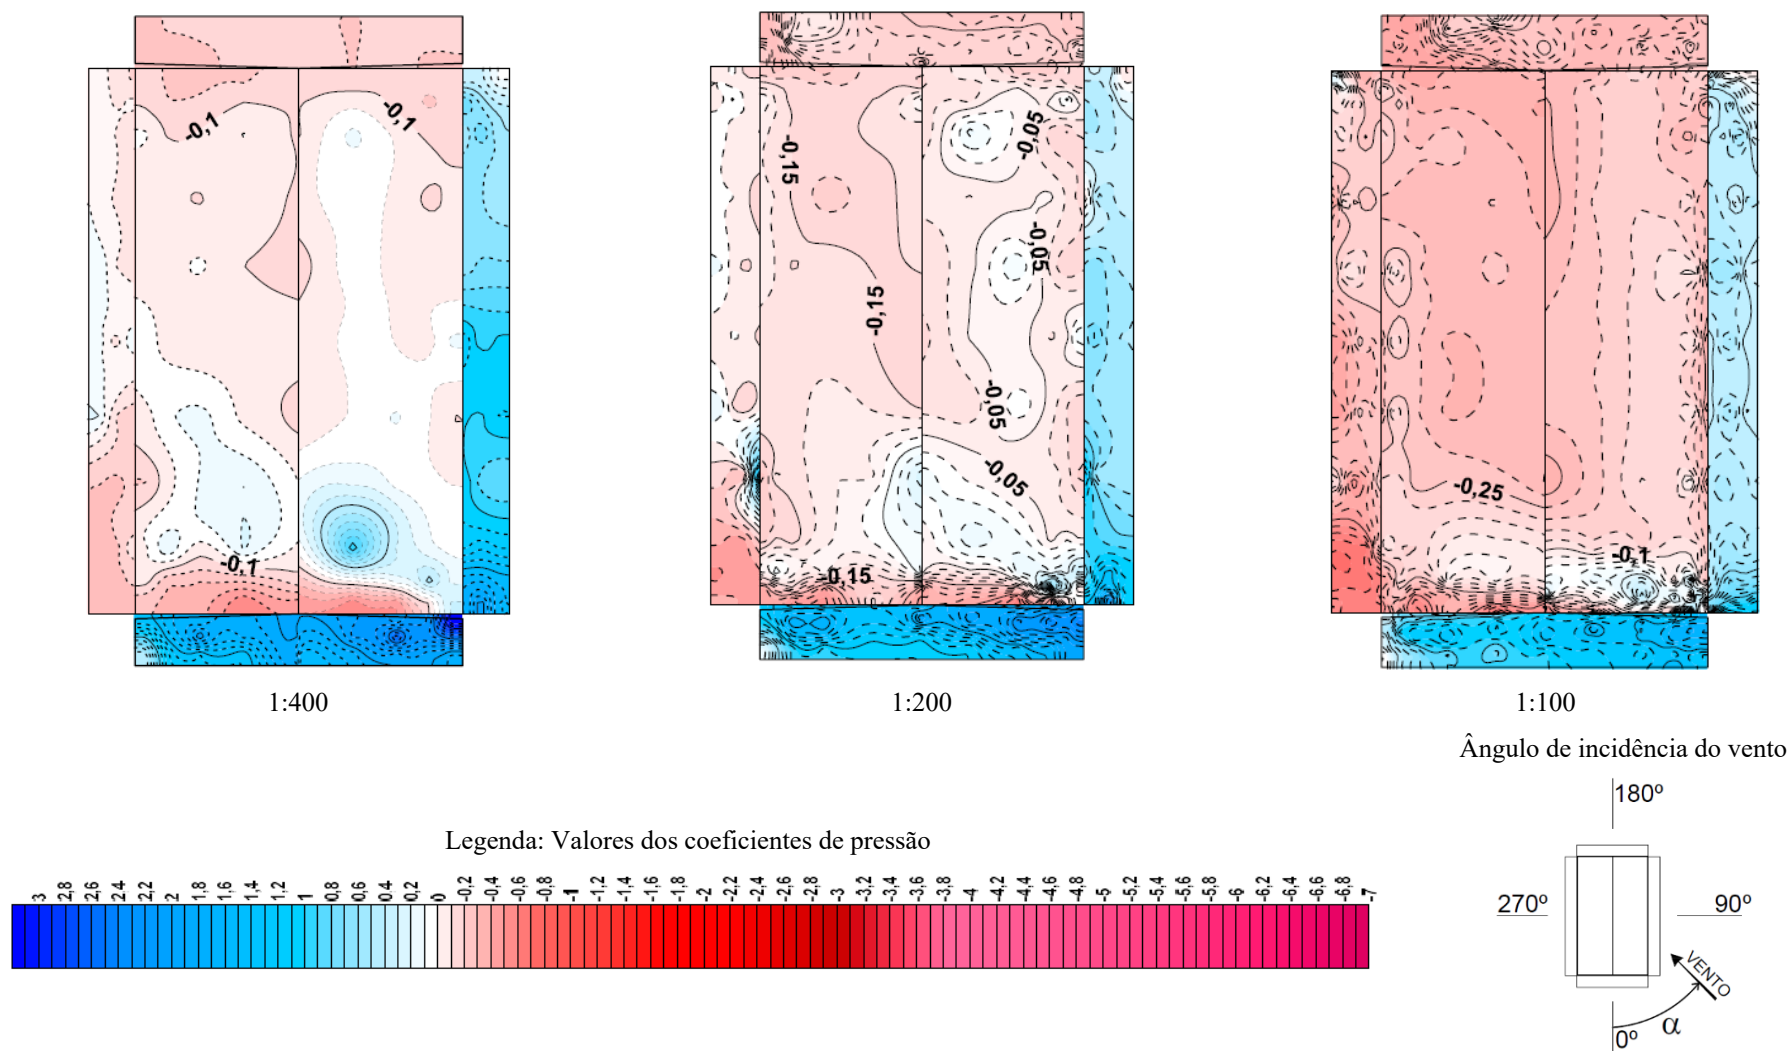 -0,1
-0,1
-0,1
-0,15
-0,05
-0,05
-0,15
-0,05
-0,05
-0,15
-0,25
-0,1
1:400
1:200
1:100
Ângulo de incidência do vento
180º
Legenda: Valores dos coeficientes de pressão
3 2,8 2,6 2,4 2,2 2 1,8 1,6 1,4 1,2 1 0,8 0,6 0,4 0,2 0 -0,2 -0,4 -0,6 -0,8 -1 -1,2 -1,4 -1,6 -1,8 -2 -2,2 -2,4 -2,6 -2,8 -3 -3,2 -3,4 -3,6 -3,8 -4 -4,2 -4,4 -4,6 -4,8 -5 -5,2 -5,4 -5,6 -5,8 -6 -6,2 -6,4 -6,6 -6,8 -7
270º
90º
VENTO
α
0º